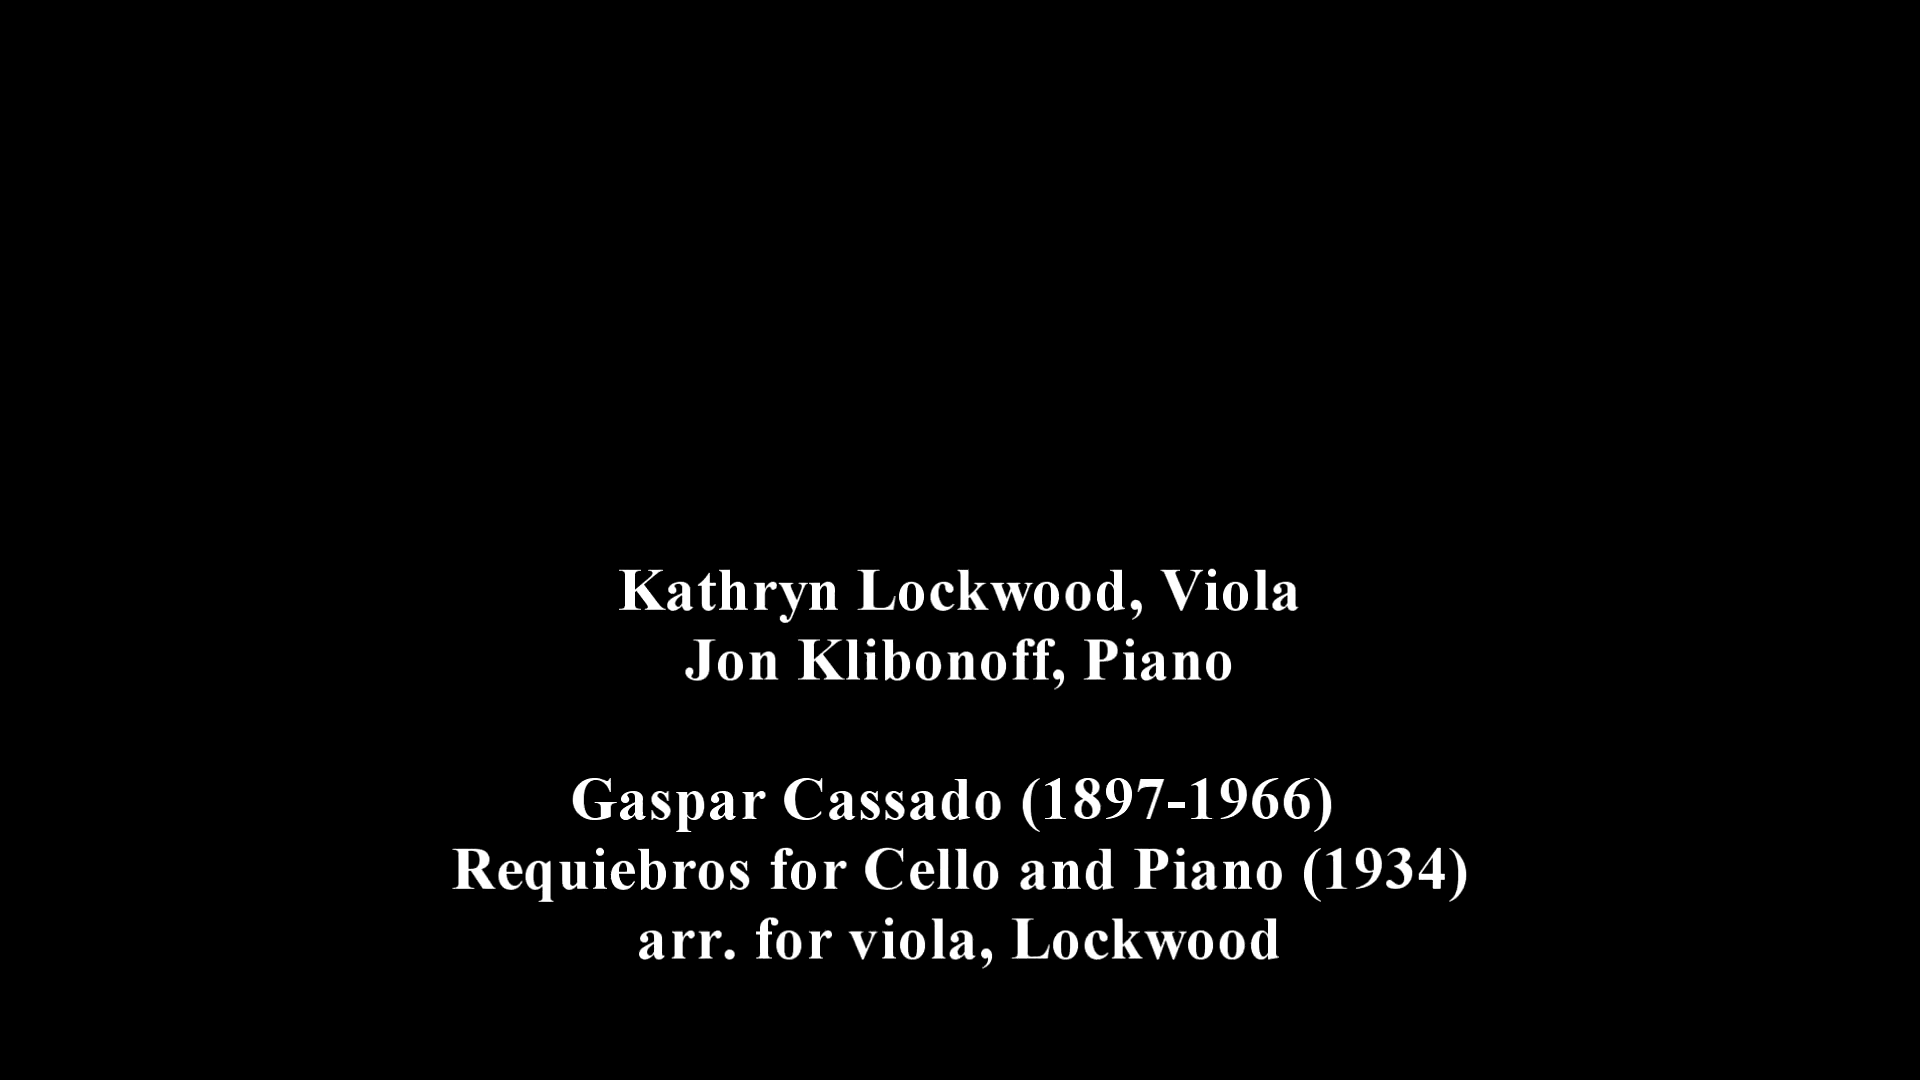 Kathryn Lockwood, Viola
Jon Klibonoff, Piano
Gaspar Cassado (1897-1966)
Requiebros for Cello and Piano (1934)
arr. for viola, Lockwood